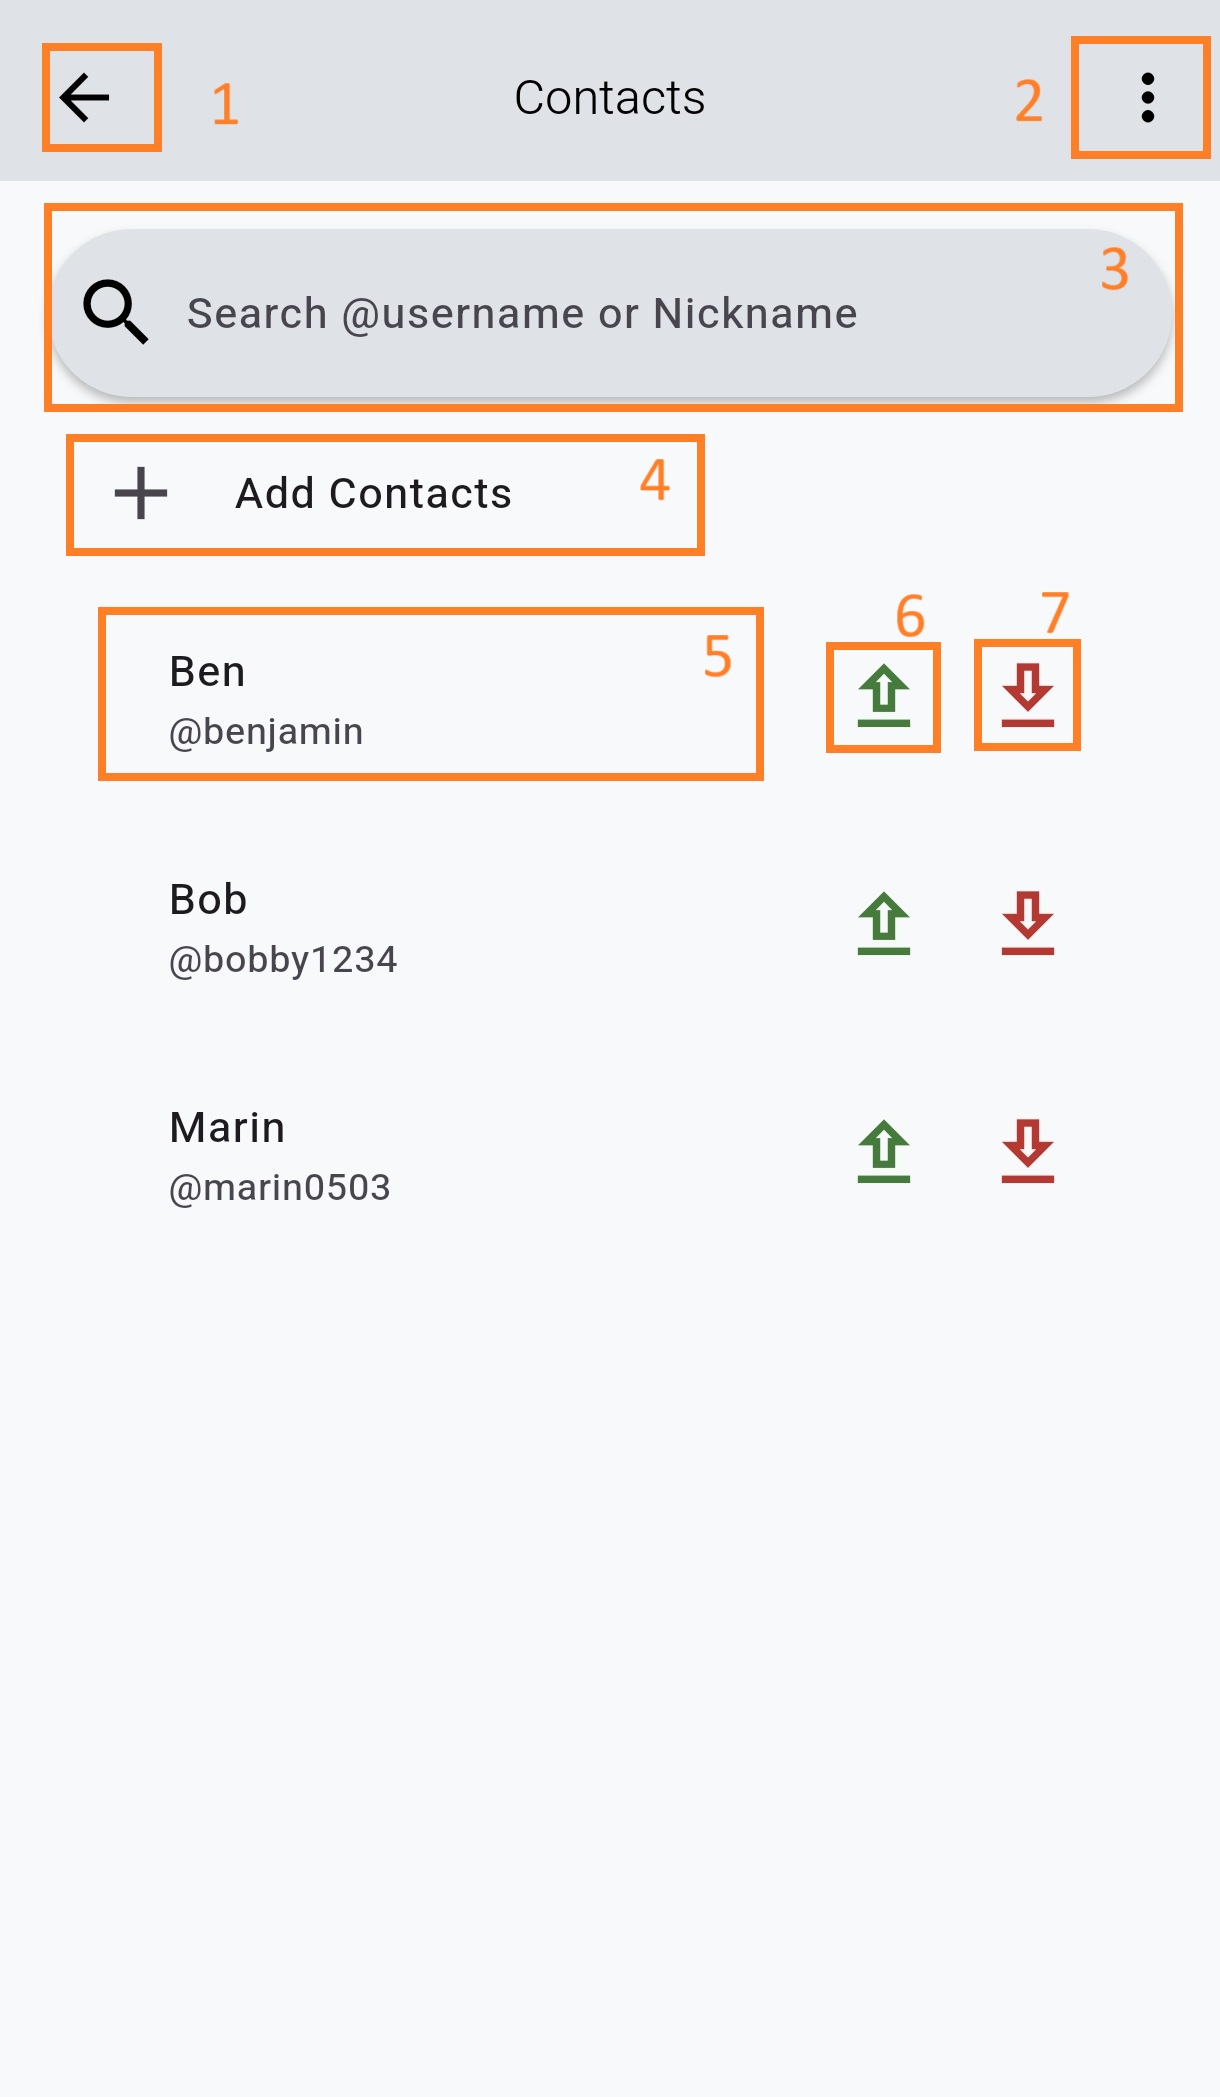 1 Contacts 2
Search @username or Nickname 3
Add Contacts 4
6 7
Ben 5
@benjamin
Bob
@bobby1234
Marin
@marin0503